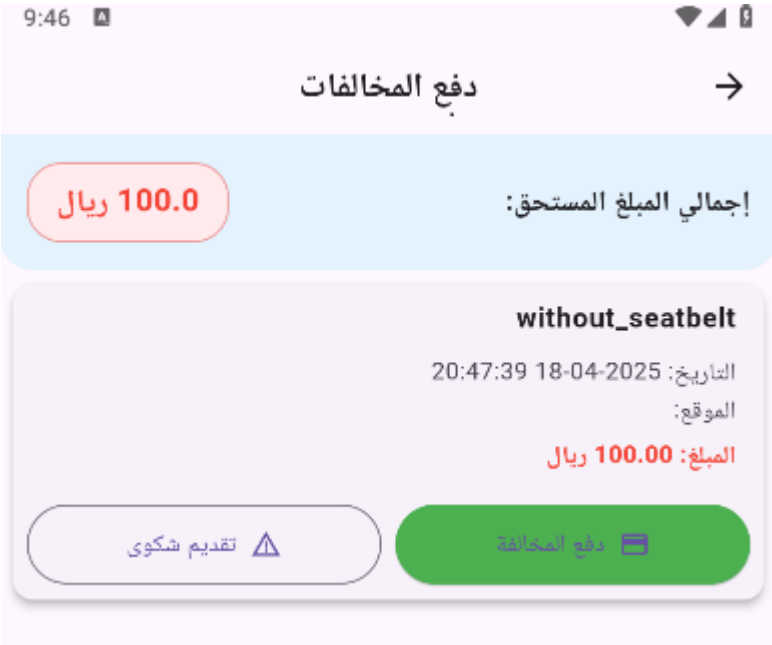 9:46
دفع المخالفات
إجمالي المبلغ المستحق:
100.0 ريال
without_seatbelt
التاريخ: 2025-04-18 20:47:39
الموقع:
المبلغ: 100.00 ريال
دفع المخالفة
تقديم شكوى